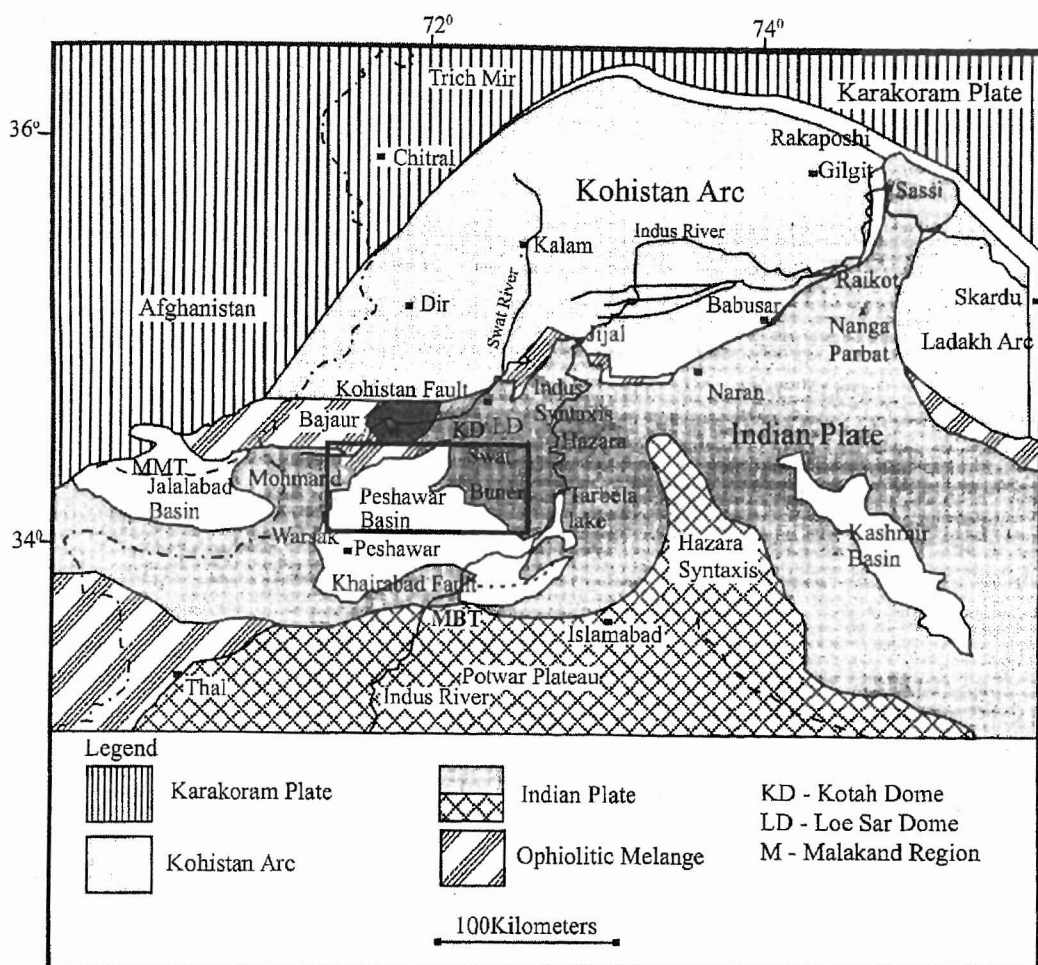 72⁰
74⁰
Trich Mir
Karakoram Plate
36⁰
Rakaposhi
Chitral
Gilgit
Sassi
Kohistan Arc
Indus River
Kalam
Raikot
Afghanistan
Dir
Swat River
Babusar
Skardu
Nanga
Parbat
Jijal
Ladakh Arc
Kohistan Fault
Naran
Indus
Syntaxis
Bajaur
KD
LD
Hazara
Indian Plate
MMT
Swat
Mohmand
Jalalabad
Basin
Peshawar
Basin
Buner
Tarbela
lake
Kashmir
Basin
34⁰
Warsak
Peshawar
Hazara
Syntaxis
Khairabad Fault
MBT
Islamabad
Potwar Plateau
Thal
Indus River
Legend
Karakoram Plate
Indian Plate
KD - Kotah Dome
LD - Loe Sar Dome
M - Malakand Region
Kohistan Arc
Ophiolitic Melange
100Kilometers